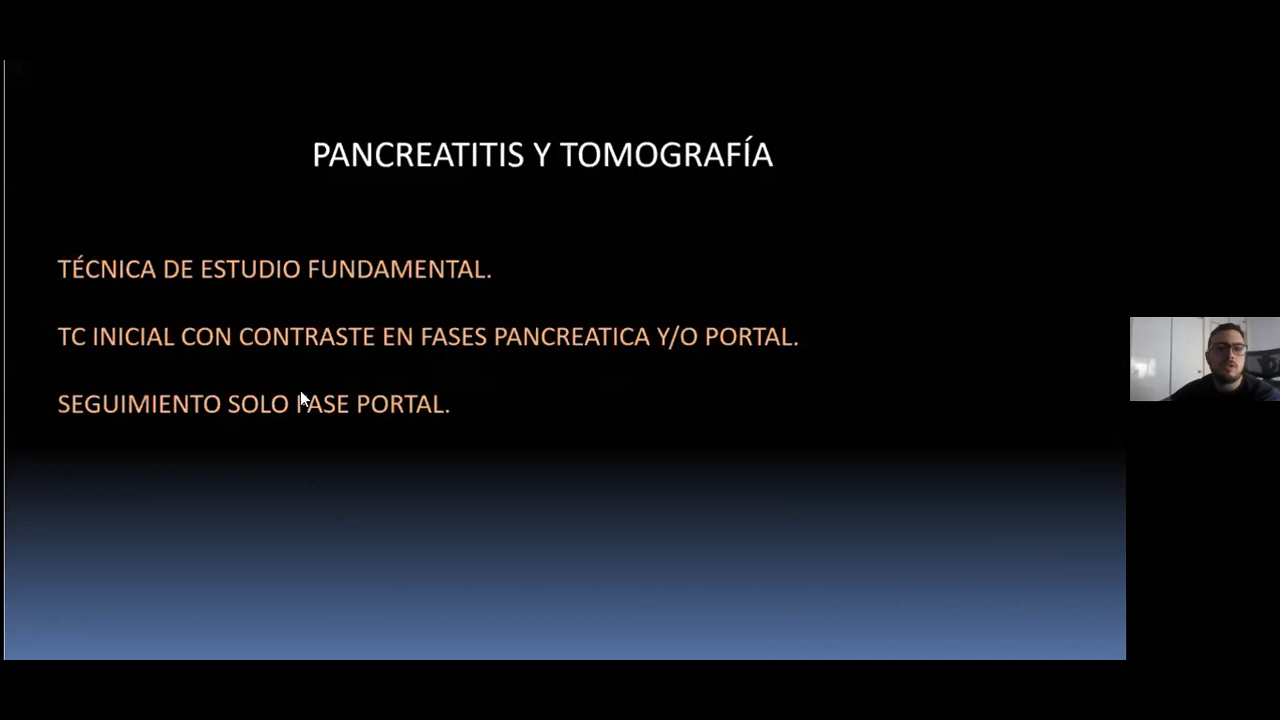 PANCREATITIS Y TOMOGRAFÍA
TÉCNICA DE ESTUDIO FUNDAMENTAL.
TC INICIAL CON CONTRASTE EN FASES PANCREATICA Y/O PORTAL.
SEGUIMIENTO SOLO FASE PORTAL.